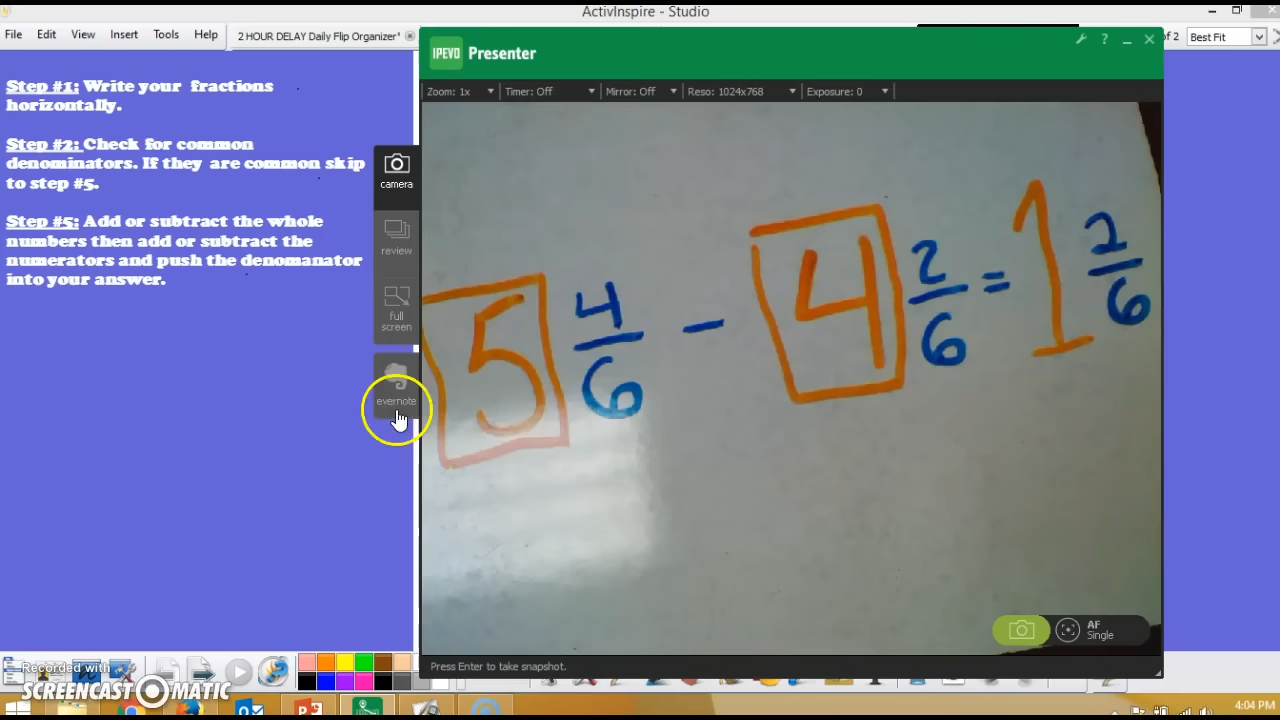 ActivInspire - Studio
File Edit View Insert Tools Help 2 HOUR DELAY Daily Flip Organizer* of 2 Best Fit
Step #1: Write your fractions
horizontally.
Step #2: Check for common
denominators. If they are common skip
to step #5.
Step #5: Add or subtract the whole
numbers then add or subtract the
numerators and push the denomanator
into your answer.
camera
review
full
screen
evernote
IPEVO Presenter
Zoom: 1x Timer: Off Mirror: Off Reso: 1024x768 Exposure: 0
5 4/6 - 4 2/6 = 1 2/6
AF
Single
Press Enter to take snapshot.
Recorded with
SCREENCAST MATIC
4:04 PM